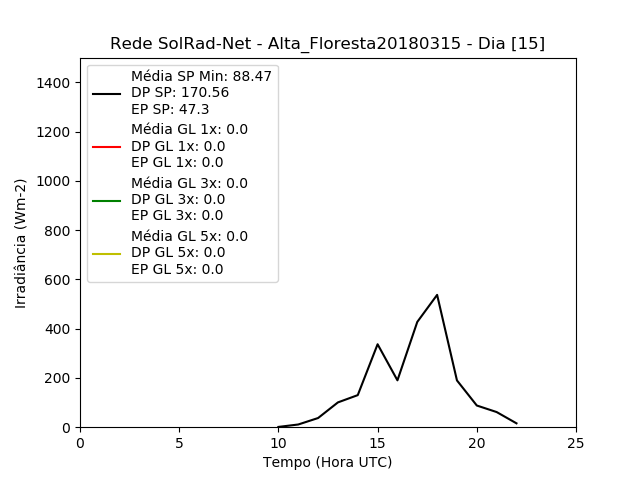 Rede SolRad-Net - Alta_Floresta20180315 - Dia [15]
Média SP Min: 88.47
DP SP: 170.56
EP SP: 47.3
Média GL 1x: 0.0
DP GL 1x: 0.0
EP GL 1x: 0.0
Média GL 3x: 0.0
DP GL 3x: 0.0
EP GL 3x: 0.0
Média GL 5x: 0.0
DP GL 5x: 0.0
EP GL 5x: 0.0
Irradiância (Wm-2)
1400
1200
1000
800
600
400
200
0
0 5 10 15 20 25
Tempo (Hora UTC)